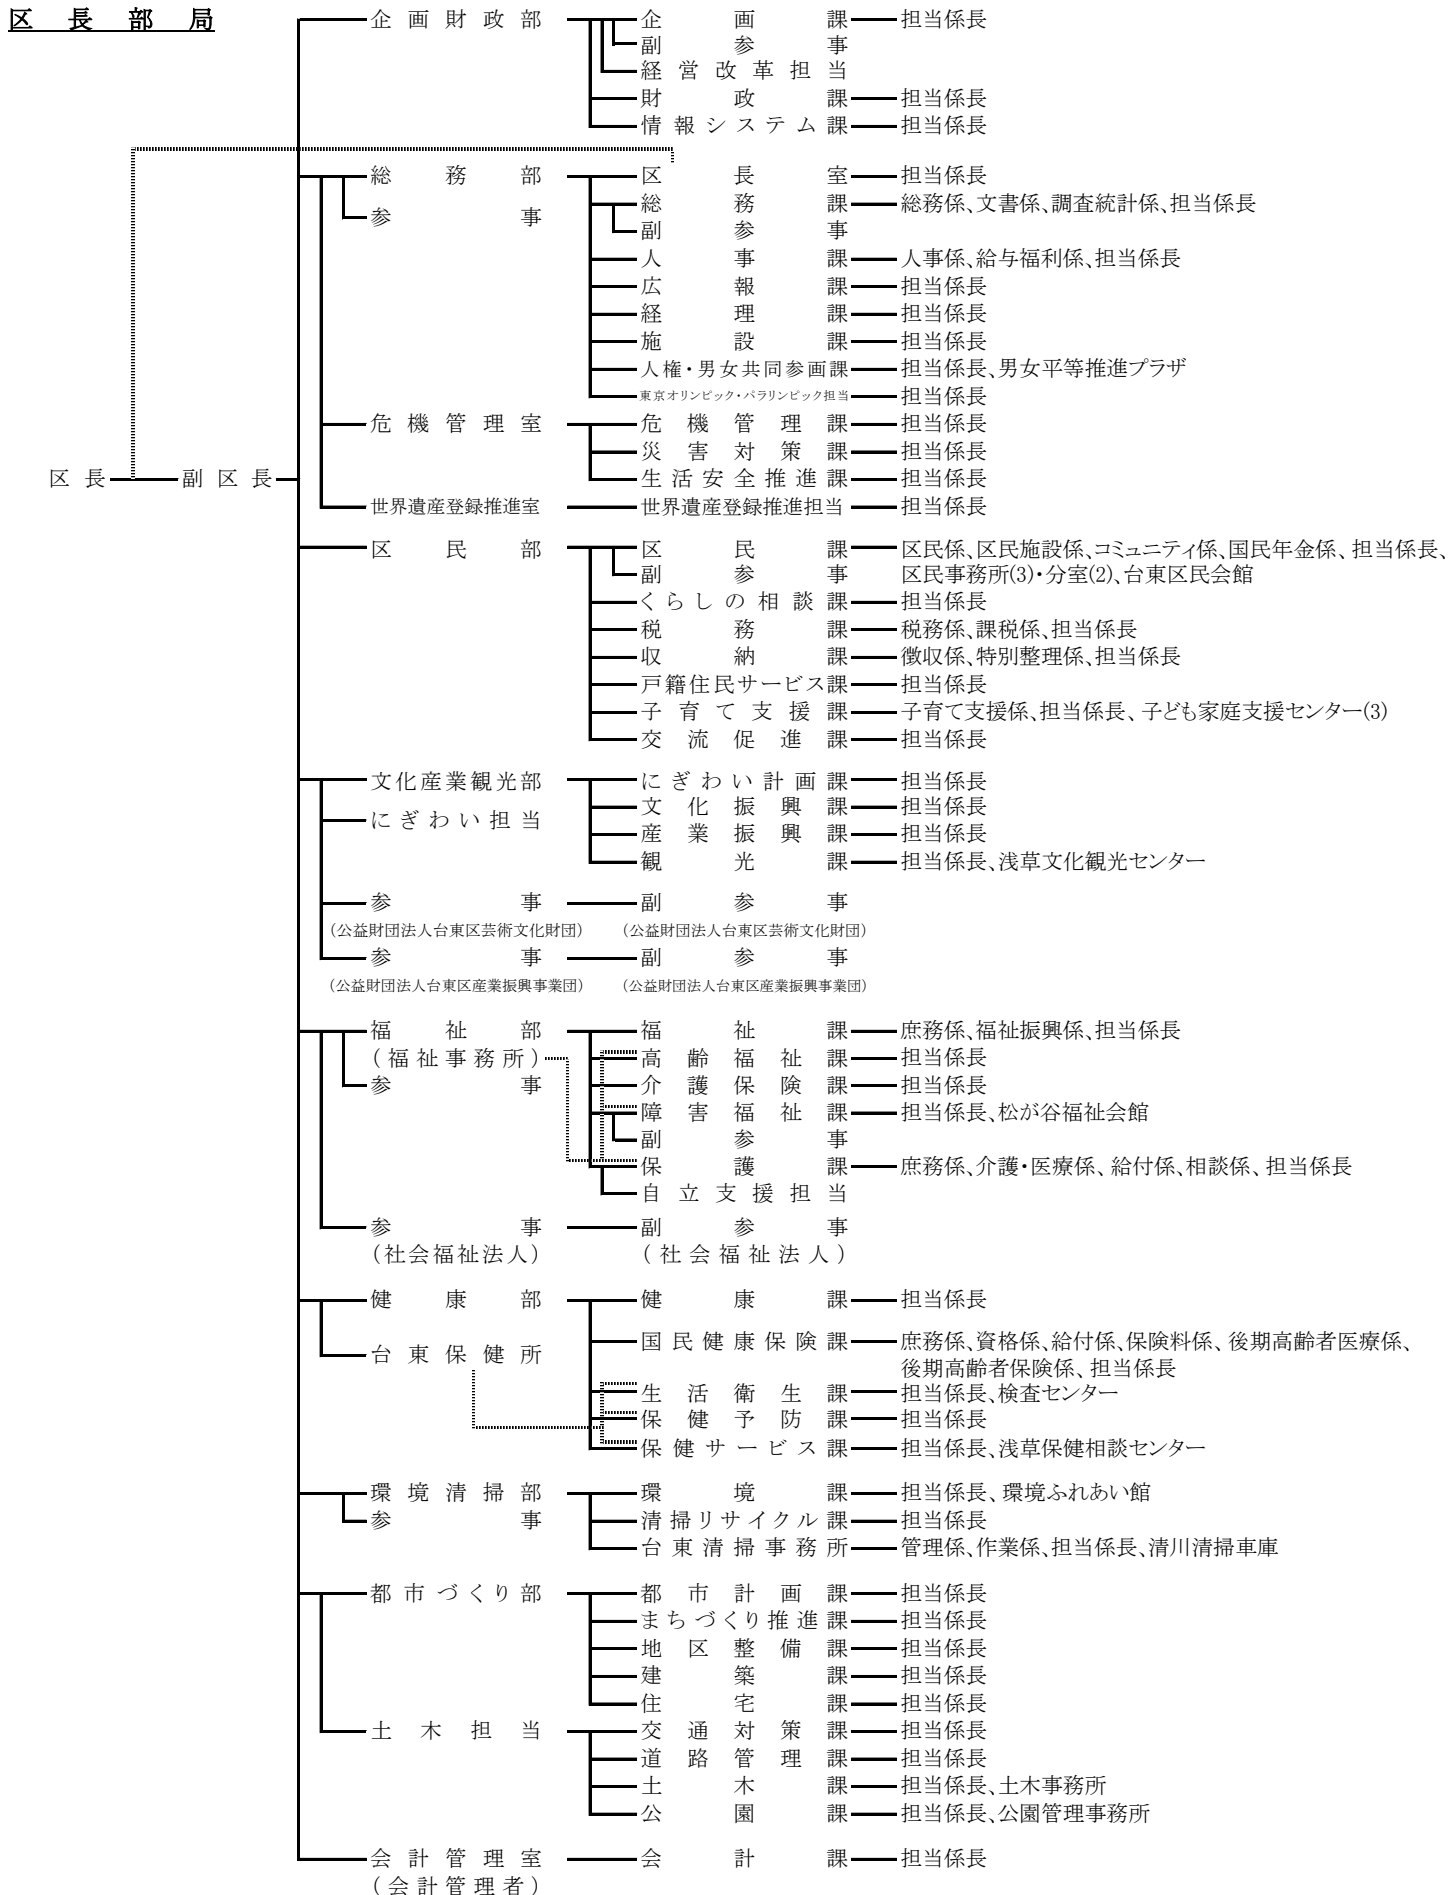 区長部局
企画財政部 企画課 担当係長
副参事
経営改革担当
財政課 担当係長
情報システム課 担当係長
総務部 区長室 担当係長
総務課 総務係、文書係、調査統計係、担当係長
参事
副参事
人事課 人事係、給与福利係、担当係長
広報課 担当係長
経理課 担当係長
施設課 担当係長
人権・男女共同参画課 担当係長、男女平等推進プラザ
東京オリンピック・パラリンピック担当 担当係長
危機管理室 危機管理課 担当係長
災害対策課 担当係長
区長 副区長 生活安全推進課 担当係長
世界遺産登録推進室 世界遺産登録推進担当 担当係長
区民部 区民課 区民係、区民施設係、コミュニティ係、国民年金係、担当係長、
副参事 区民事務所(3)・分室(2)、台東区民会館
くらしの相談課 担当係長
税務課 税務係、課税係、担当係長
収納課 徴収係、特別整理係、担当係長
戸籍住民サービス課 担当係長
子育て支援課 子育て支援係、担当係長、子ども家庭支援センター(3)
交流促進課 担当係長
文化産業観光部 にぎわい計画課 担当係長
文化振興課 担当係長
にぎわい担当
産業振興課 担当係長
観光課 担当係長、浅草文化観光センター
参事 副参事
(公益財団法人台東区芸術文化財団) (公益財団法人台東区芸術文化財団)
参事 副参事
(公益財団法人台東区産業振興事業団) (公益財団法人台東区産業振興事業団)
福祉部 福祉課 庶務係、福祉振興係、担当係長
(福祉事務所) 高齢福祉課 担当係長
参事 介護保険課 担当係長
障害福祉課 担当係長、松が谷福祉会館
副参事
保護課 庶務係、介護・医療係、給付係、相談係、担当係長
自立支援担当
参事 副参事
(社会福祉法人) (社会福祉法人)
健康部 健康課 担当係長
国民健康保険課 庶務係、資格係、給付係、保険料係、後期高齢者医療係、
台東保健所
後期高齢者保険係、担当係長
生活衛生課 担当係長、検査センター
保健予防課 担当係長
保健サービス課 担当係長、浅草保健相談センター
環境清掃部 環境課 担当係長、環境ふれあい館
参事 清掃リサイクル課 担当係長
台東清掃事務所 管理係、作業係、担当係長、清川清掃車庫
都市づくり部 都市計画課 担当係長
まちづくり推進課 担当係長
地区整備課 担当係長
建築課 担当係長
住宅課 担当係長
土木担当 交通対策課 担当係長
道路管理課 担当係長
土木課 担当係長、土木事務所
公園課 担当係長、公園管理事務所
会計管理室 会計課 担当係長
(会計管理者)